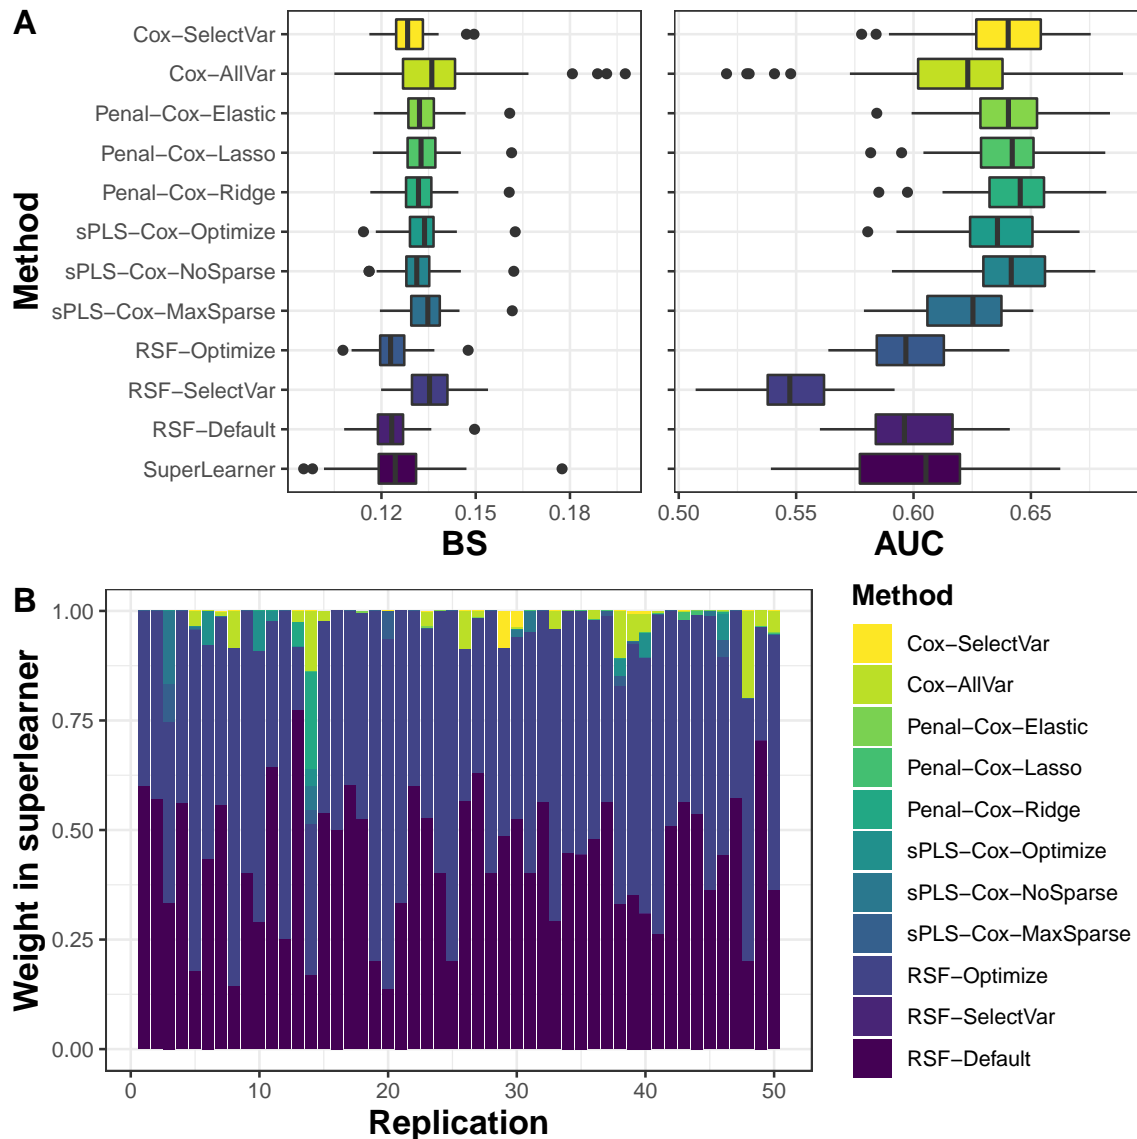 A
Method
Cox-SelectVar
Cox-AllVar
Penal-Cox-Elastic
Penal-Cox-Lasso
Penal-Cox-Ridge
sPLS-Cox-Optimize
sPLS-Cox-NoSparse
sPLS-Cox-MaxSparse
RSF-Optimize
RSF-SelectVar
RSF-Default
SuperLearner
0.12 0.15 0.18
BS
0.50 0.55 0.60 0.65
AUC
B
Weight in superlearner
1.00
0.75
0.50
0.25
0.00
0 10 20 30 40 50
Replication
Method
Cox-SelectVar
Cox-AllVar
Penal-Cox-Elastic
Penal-Cox-Lasso
Penal-Cox-Ridge
sPLS-Cox-Optimize
sPLS-Cox-NoSparse
sPLS-Cox-MaxSparse
RSF-Optimize
RSF-SelectVar
RSF-Default